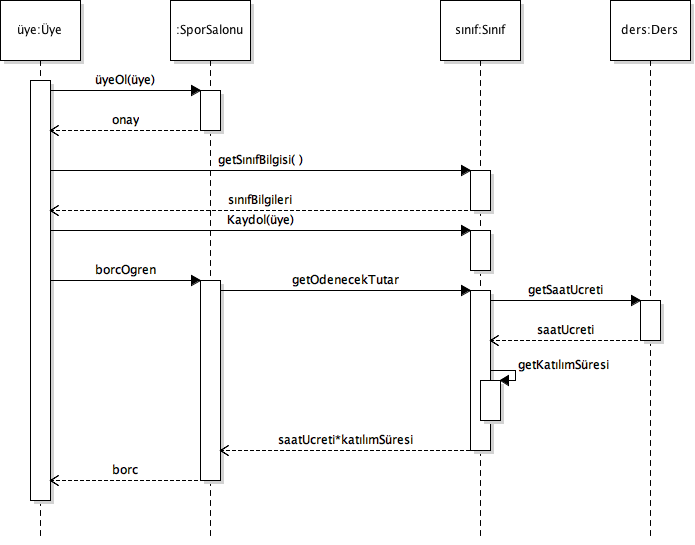 üye:Üye
:SporSalonu
sınıf:Sınıf
ders:Ders
üyeOl(üye)
onay
getSınıfBilgisi( )
sınıfBilgileri
Kaydol(üye)
borcOgren
getOdenecekTutar
getSaatUcreti
saatUcreti
getKatılımSüresi
saatUcreti*katılımSüresi
borc